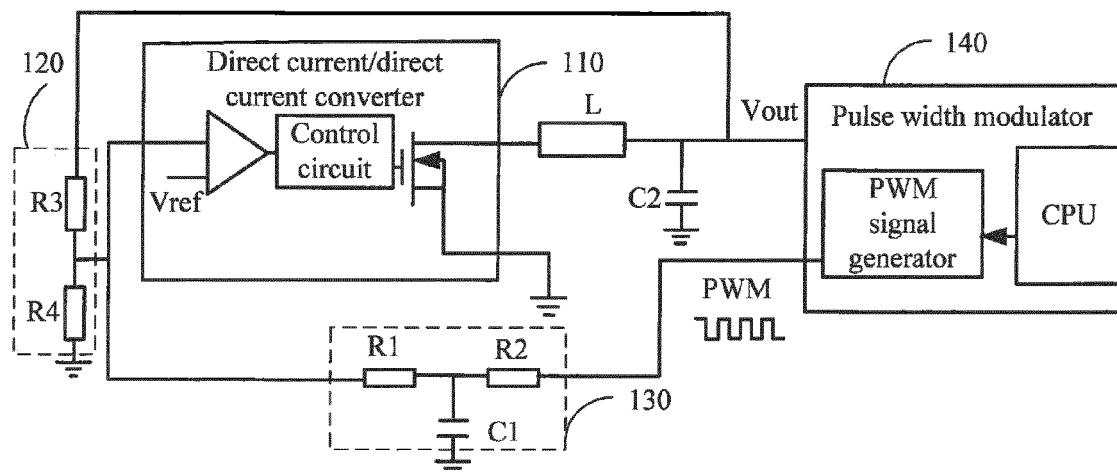 120
Direct current/direct
current converter
110
140
L
Vout
Pulse width modulator
Control
circuit
Vref
R3
C2
PWM
signal
generator
CPU
R4
PWM
R1
R2
C1
130